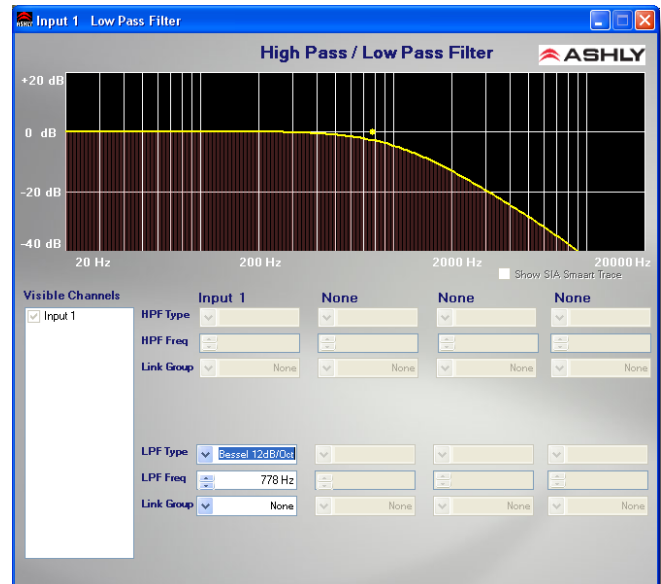 Input 1 Low Pass Filter
High Pass / Low Pass Filter
ASHLY
+20 dB
0 dB
-20 dB
-40 dB
20 Hz 200 Hz 2000 Hz 20000 Hz
Show SIA Smaart Trace
Visible Channels
Input 1
Input 1 None None None
HPF Type
HPF Freq
Link Group None None None None
LPF Type Bessel 12dB/Oct
LPF Freq 778 Hz
Link Group None None None None